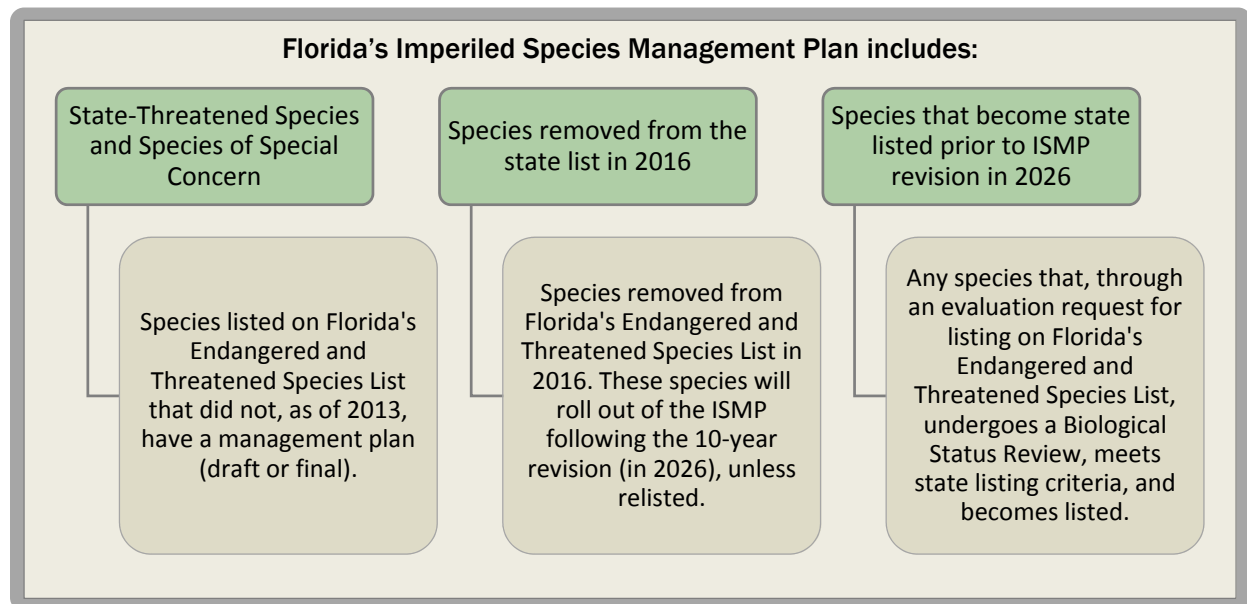 Florida's Imperiled Species Management Plan includes:
State-Threatened Species
and Species of Special
Concern
Species listed on Florida's
Endangered and
Threatened Species List
that did not, as of 2013,
have a management plan
(draft or final).
Species removed from the
state list in 2016
Species removed from
Florida's Endangered and
Threatened Species List in
2016. These species will
roll out of the ISMP
following the 10-year
revision (in 2026), unless
relisted.
Species that become state
listed prior to ISMP
revision in 2026
Any species that, through
an evaluation request for
listing on Florida's
Endangered and
Threatened Species List,
undergoes a Biological
Status Review, meets
state listing criteria, and
becomes listed.